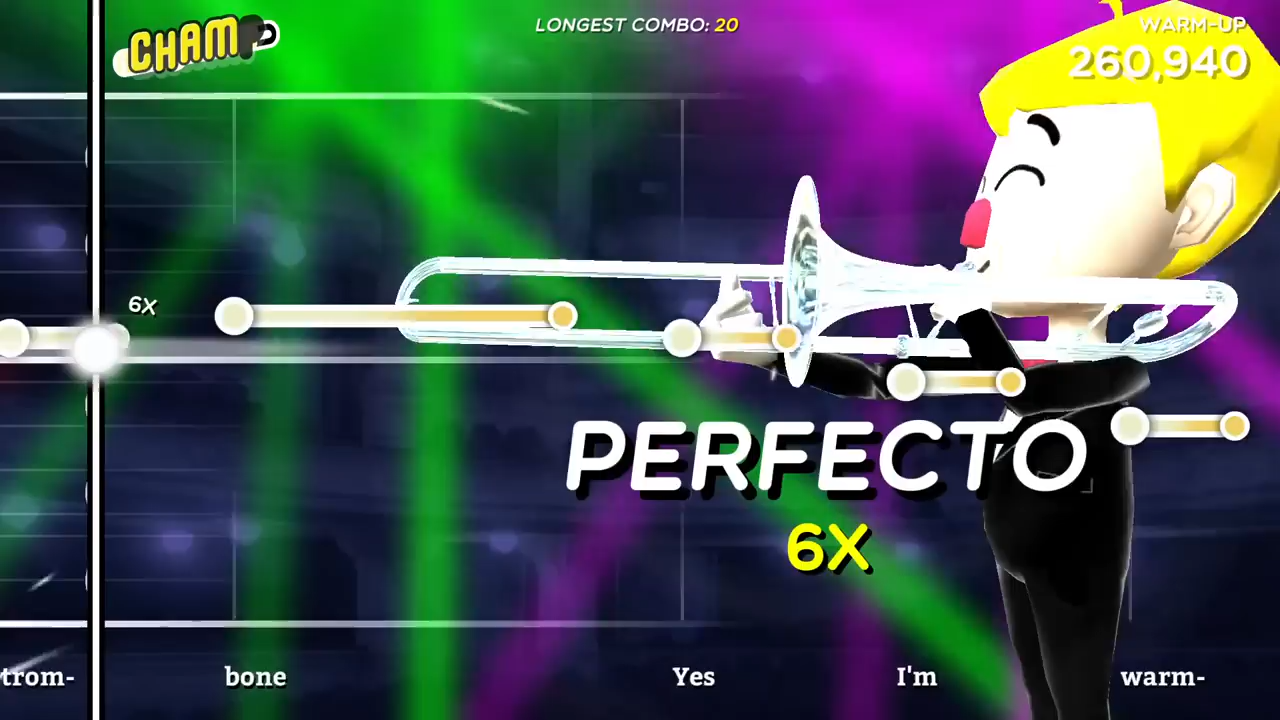 CHAMP
LONGEST COMBO: 20
WARM-UP
260,940
6X
PERFECTO
6X
trom- bone Yes I'm warm-